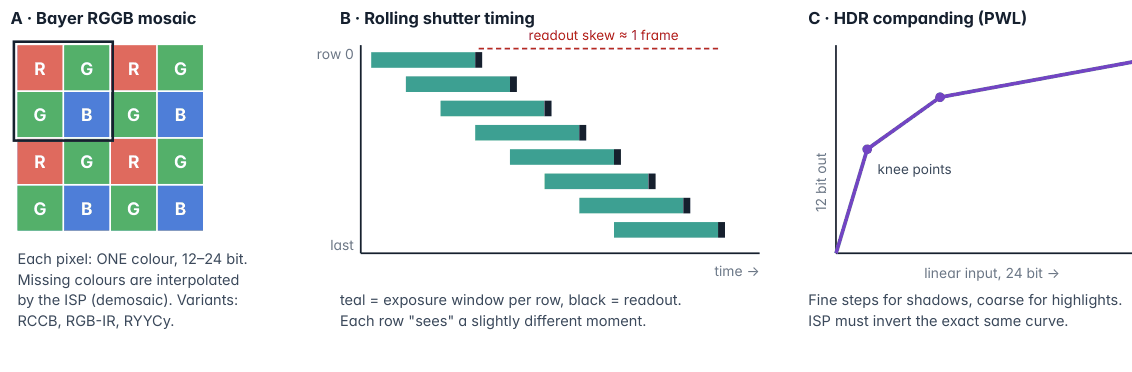 A · Bayer RGGB mosaic
R G R G
G B G B
R G R G
G B G B
Each pixel: ONE colour, 12–24 bit.
Missing colours are interpolated
by the ISP (demosaic). Variants:
RCCB, RGB-IR, RYYCy.
B · Rolling shutter timing
readout skew ≈ 1 frame
row 0
last
time →
teal = exposure window per row, black = readout.
Each row "sees" a slightly different moment.
C · HDR companding (PWL)
knee points
12 bit out
linear input, 24 bit →
Fine steps for shadows, coarse for highlights.
ISP must invert the exact same curve.